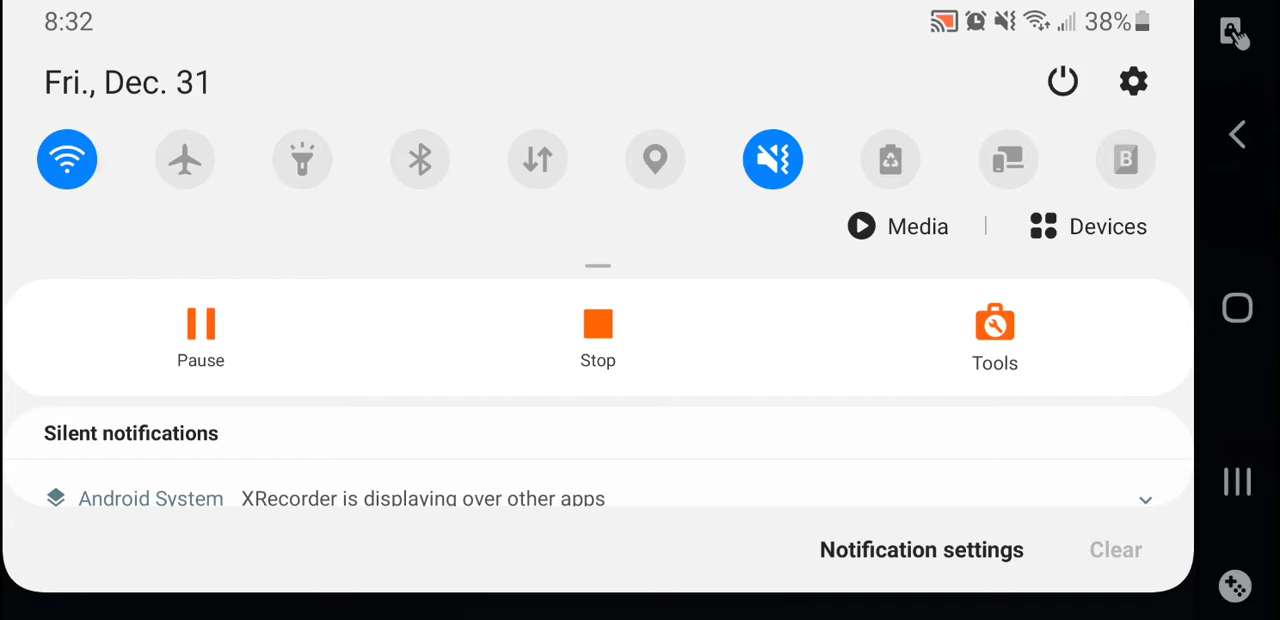 8:32 38%
Fri., Dec. 31
B
Media | Devices
Pause Stop Tools
Silent notifications
Android System XRecorder is displaying over other apps
Notification settings Clear